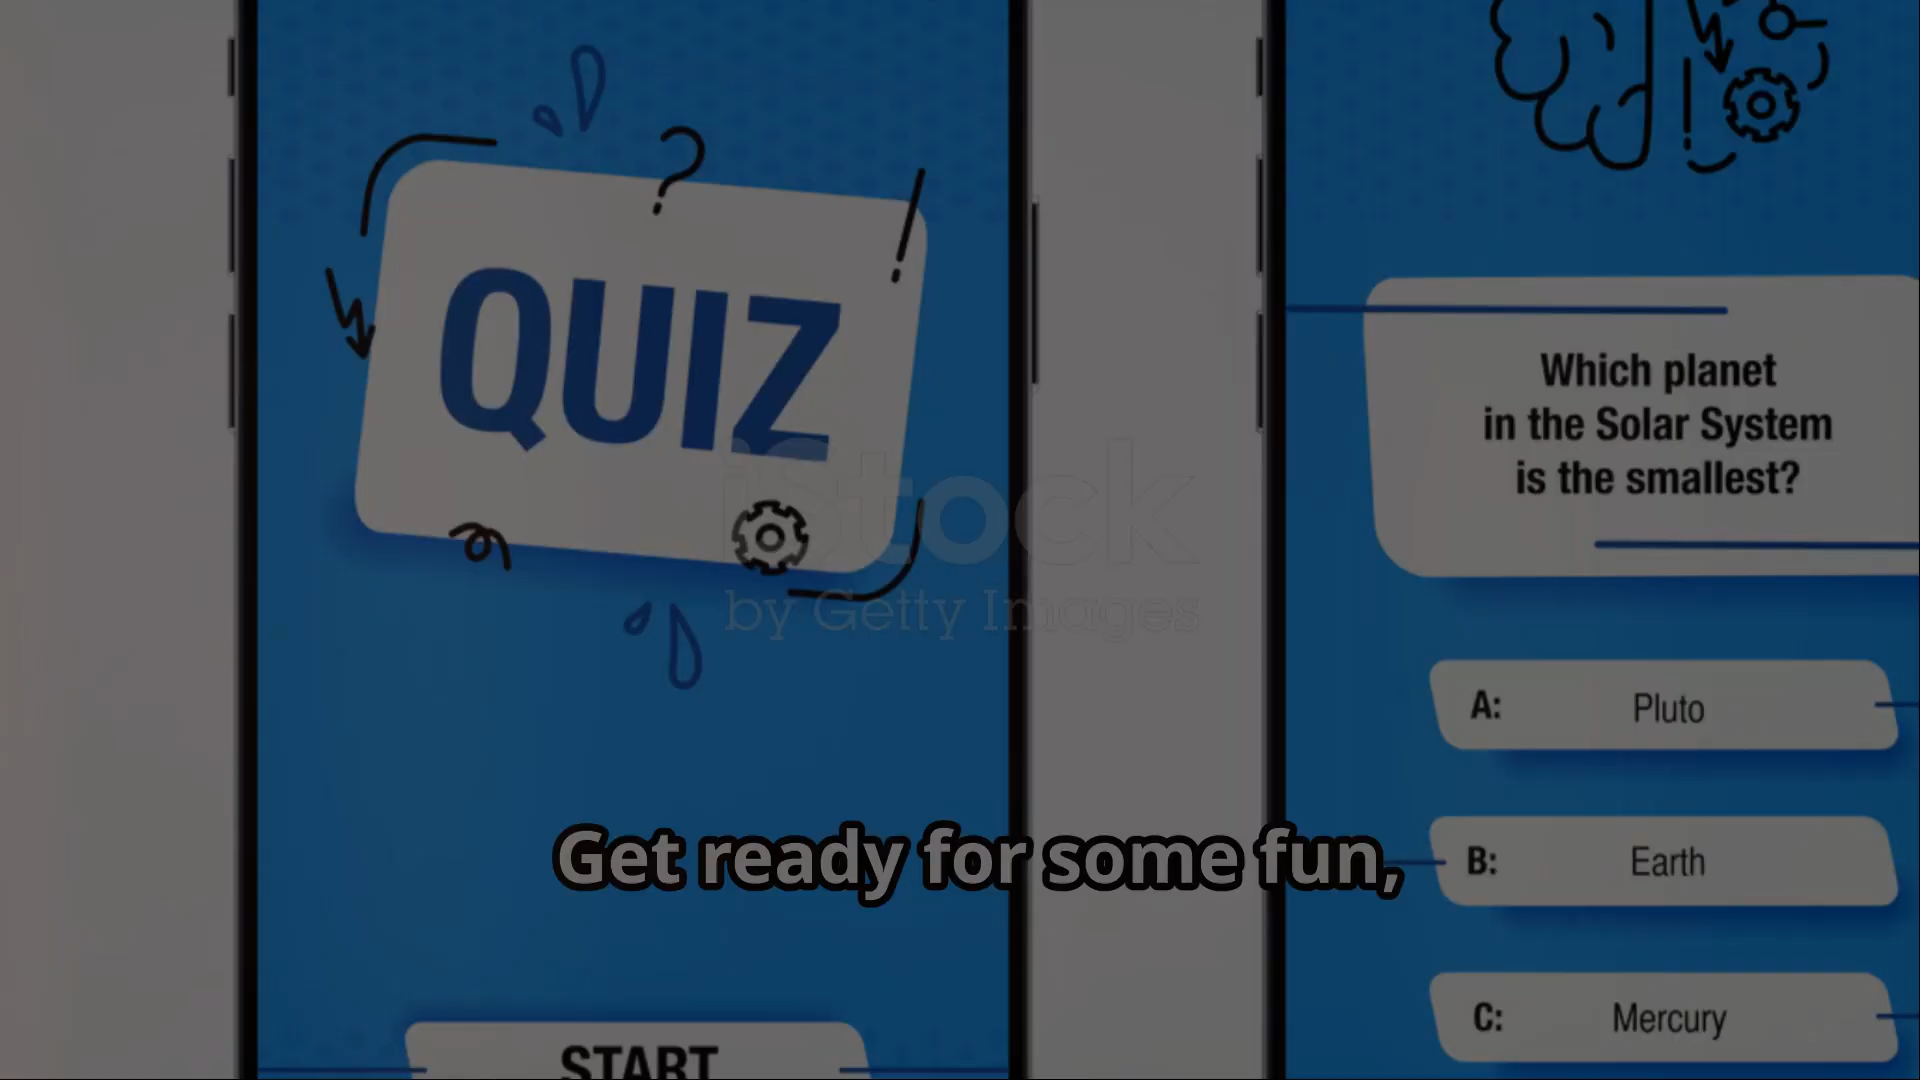 QUIZ
Which planet
in the Solar System
is the smallest?
iStock
by Getty Images
A: Pluto
Get ready for some fun,
B: Earth
C: Mercury
START